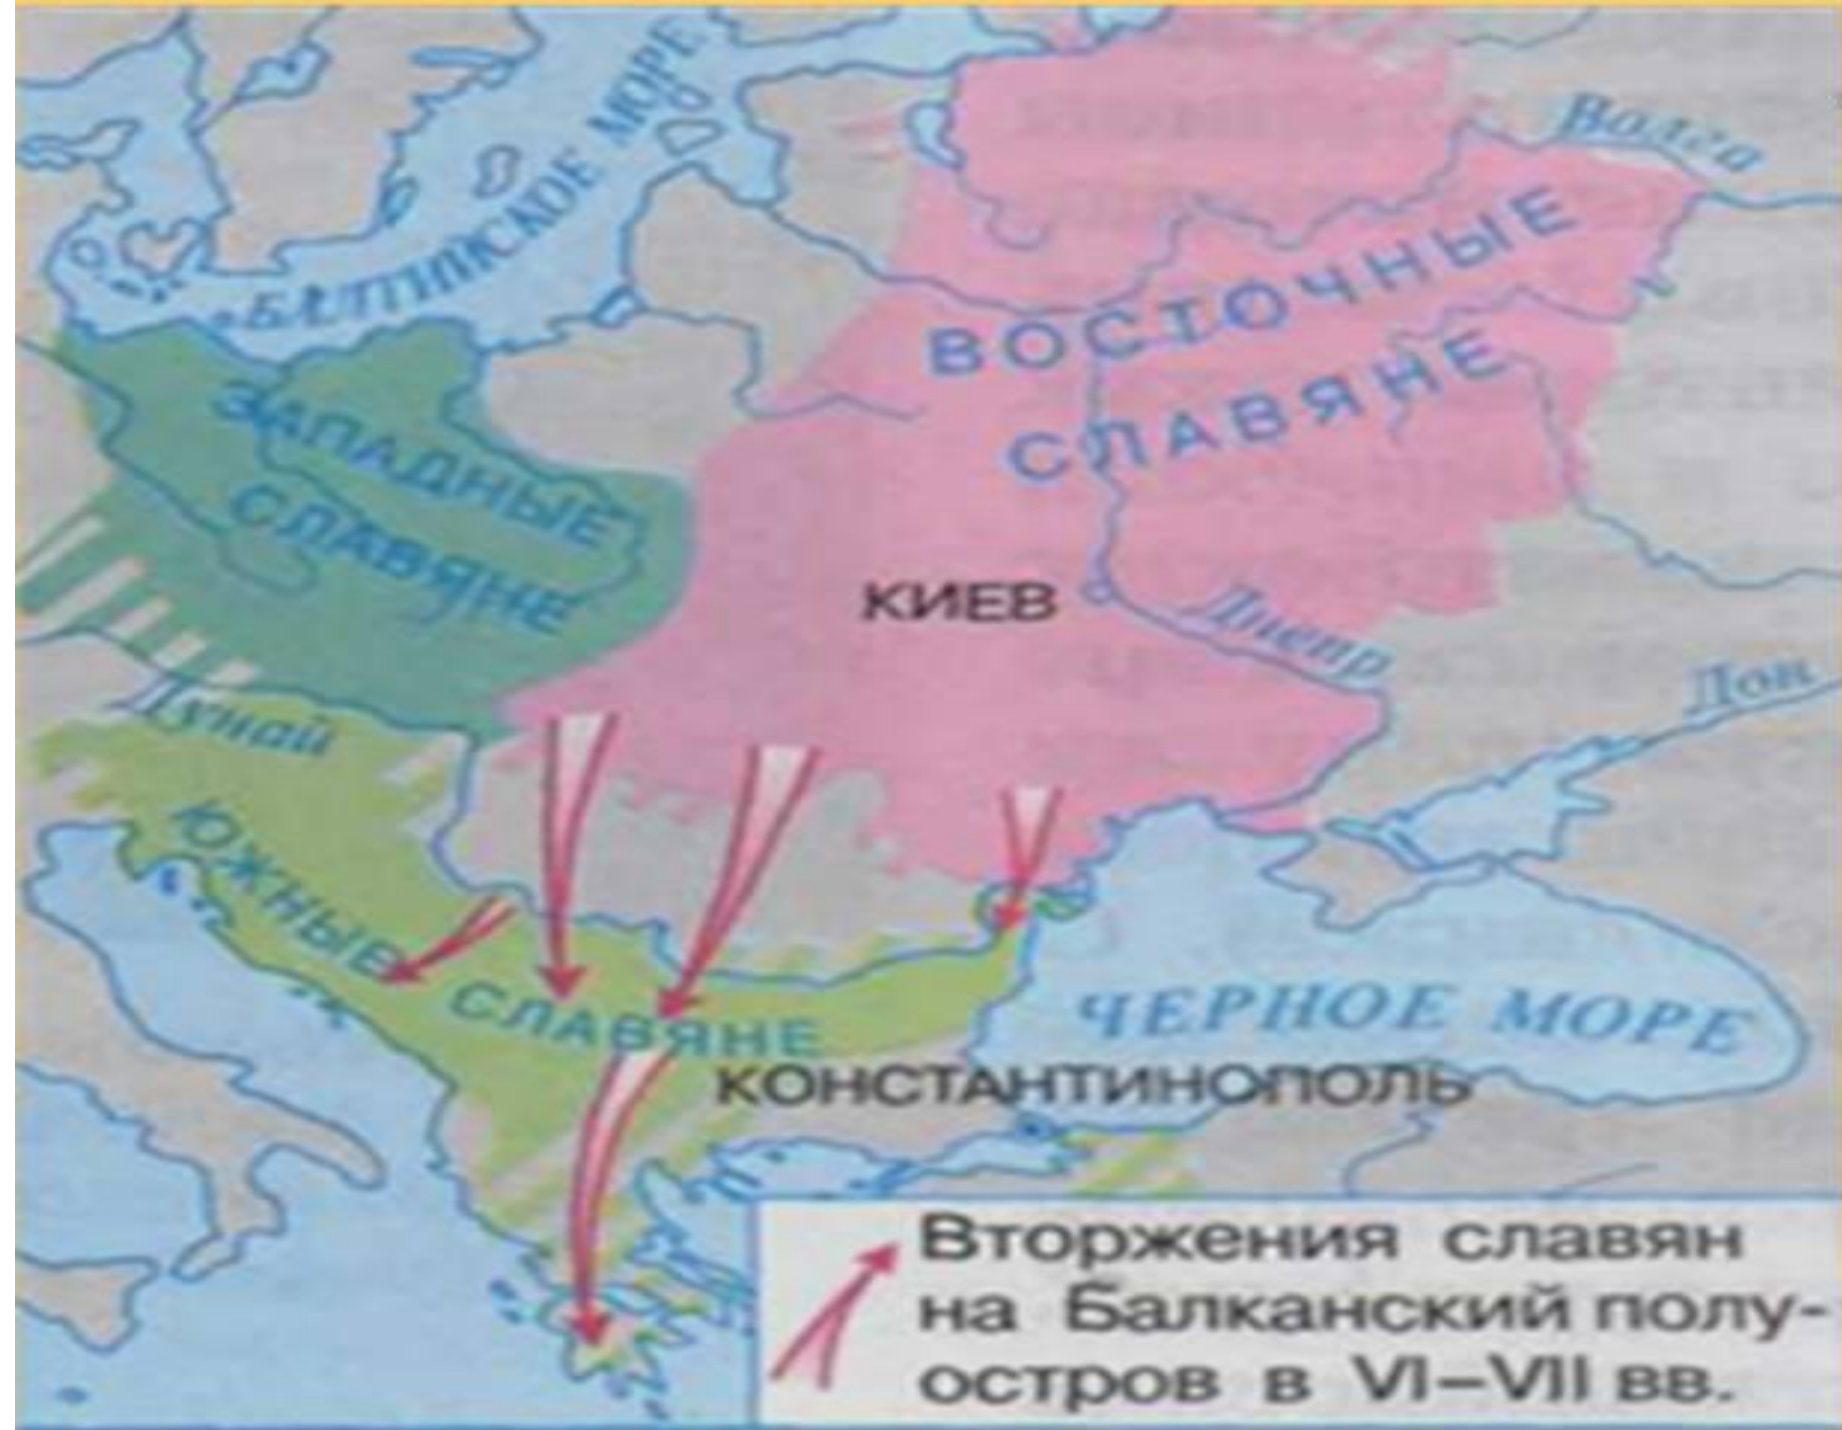 БАЛТИЙСКОЕ МОРЕ
Волга
ВОСТОЧНЫЕ
СЛАВЯНЕ
ЗАПАДНЫЕ
СЛАВЯНЕ
КИЕВ
Днепр
Дон
Дунай
ЮЖНЫЕ
СЛАВЯНЕ
ЧЕРНОЕ МОРЕ
КОНСТАНТИНОПОЛЬ
Вторжения славян
на Балканский полу-
остров в VI–VII вв.